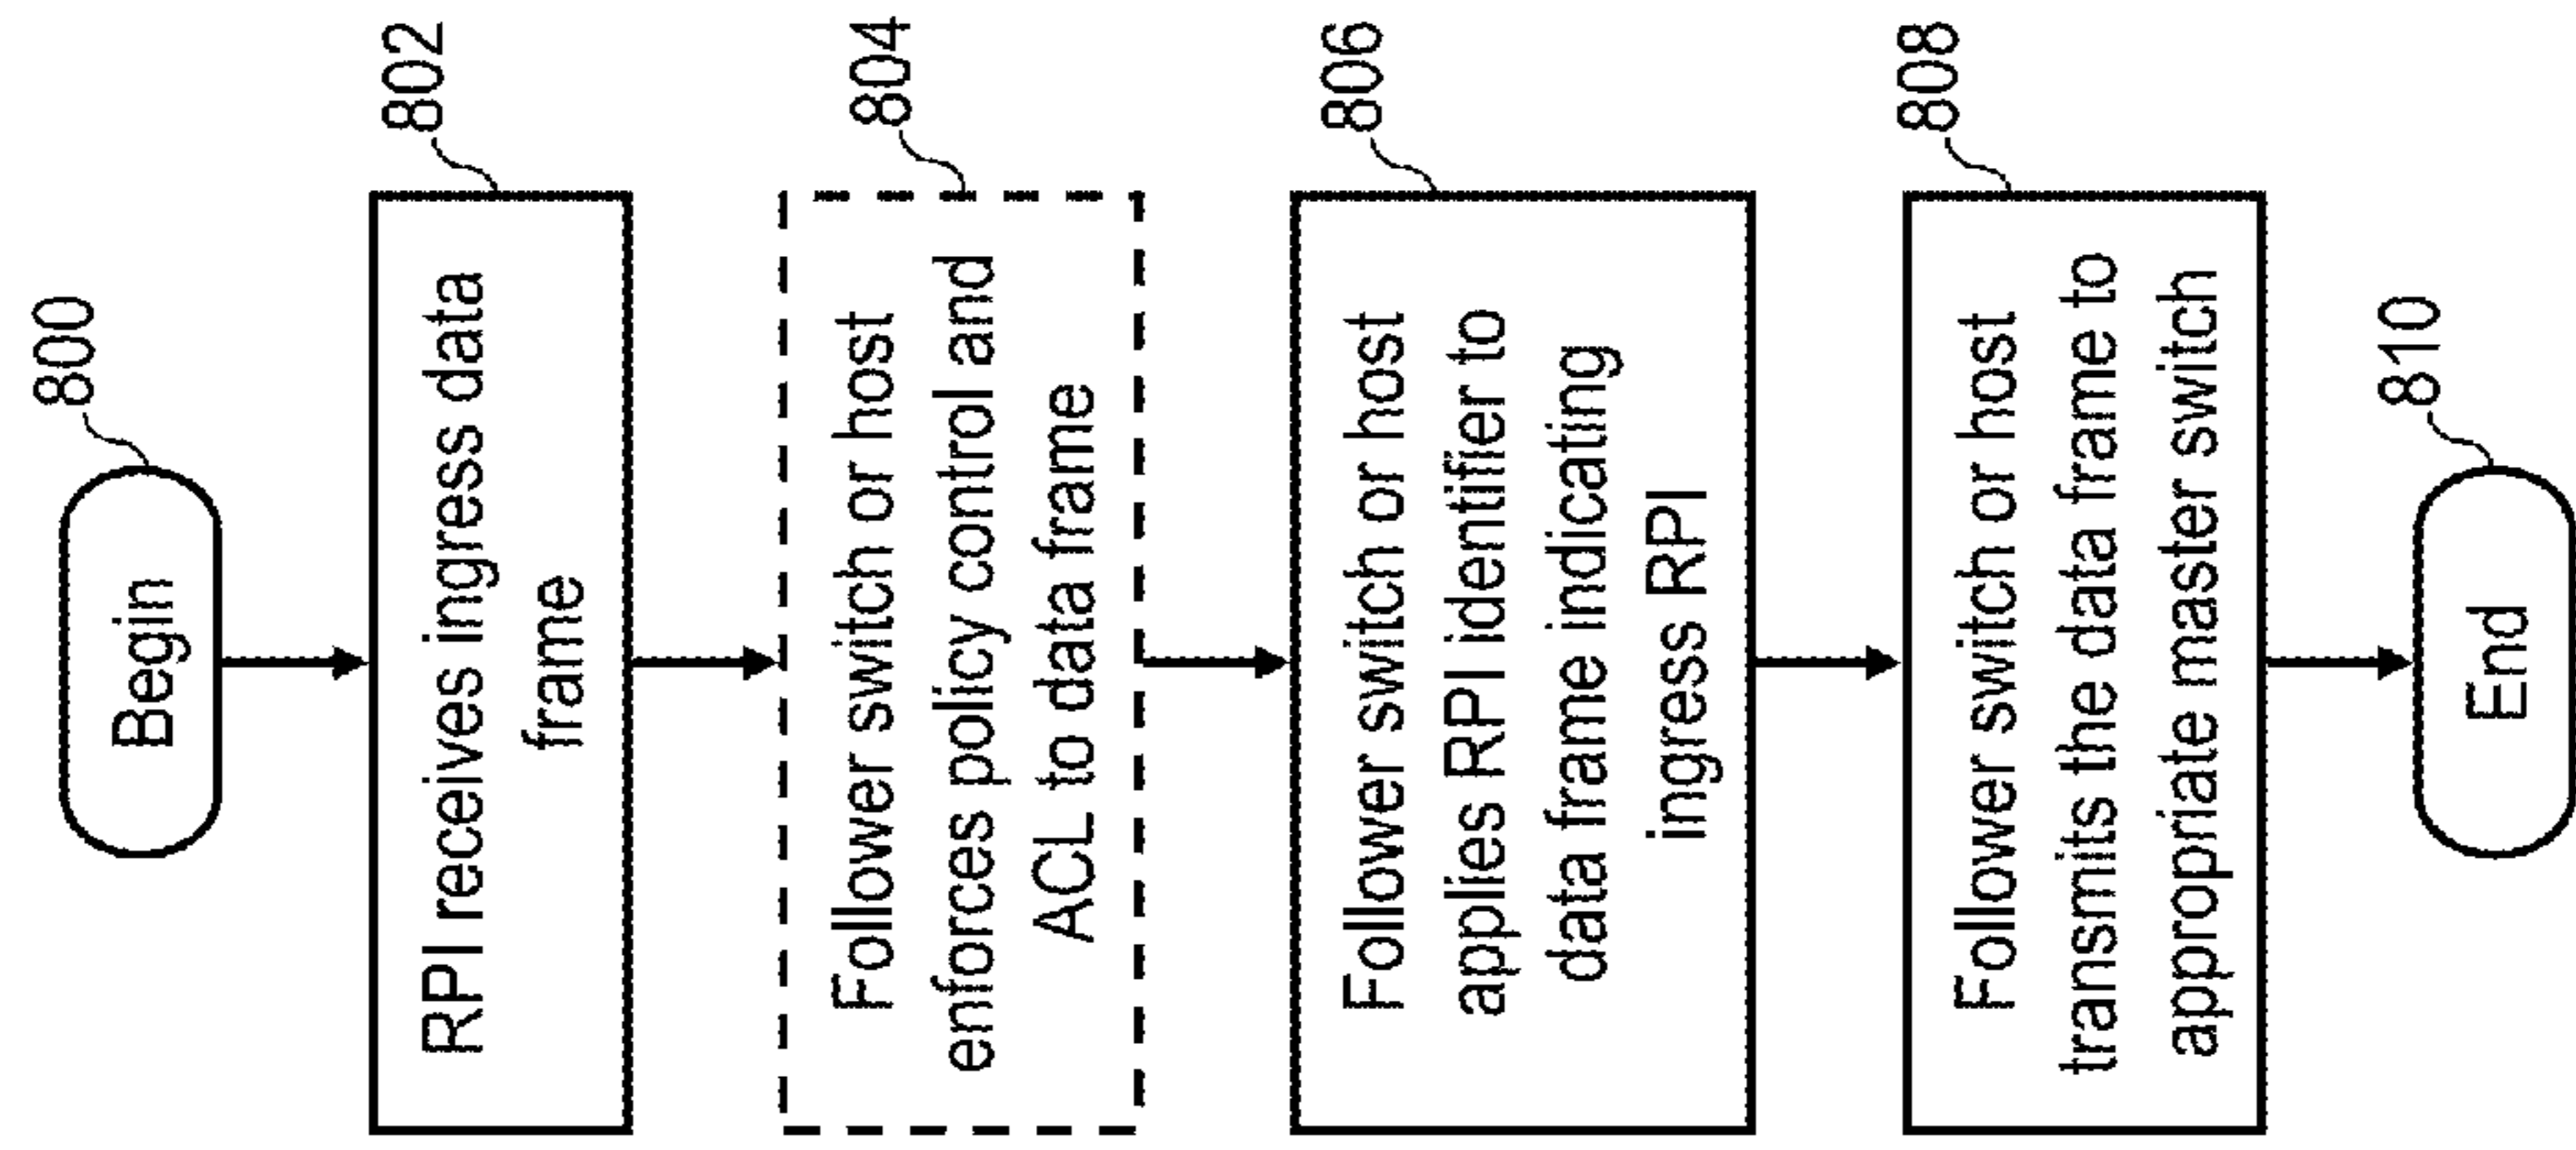 800
Begin
802
RPI receives ingress data
frame
804
Follower switch or host
enforces policy control and
ACL to data frame
806
Follower switch or host
applies RPI identifier to
data frame indicating
ingress RPI
808
Follower switch or host
transmits the data frame to
appropriate master switch
810
End